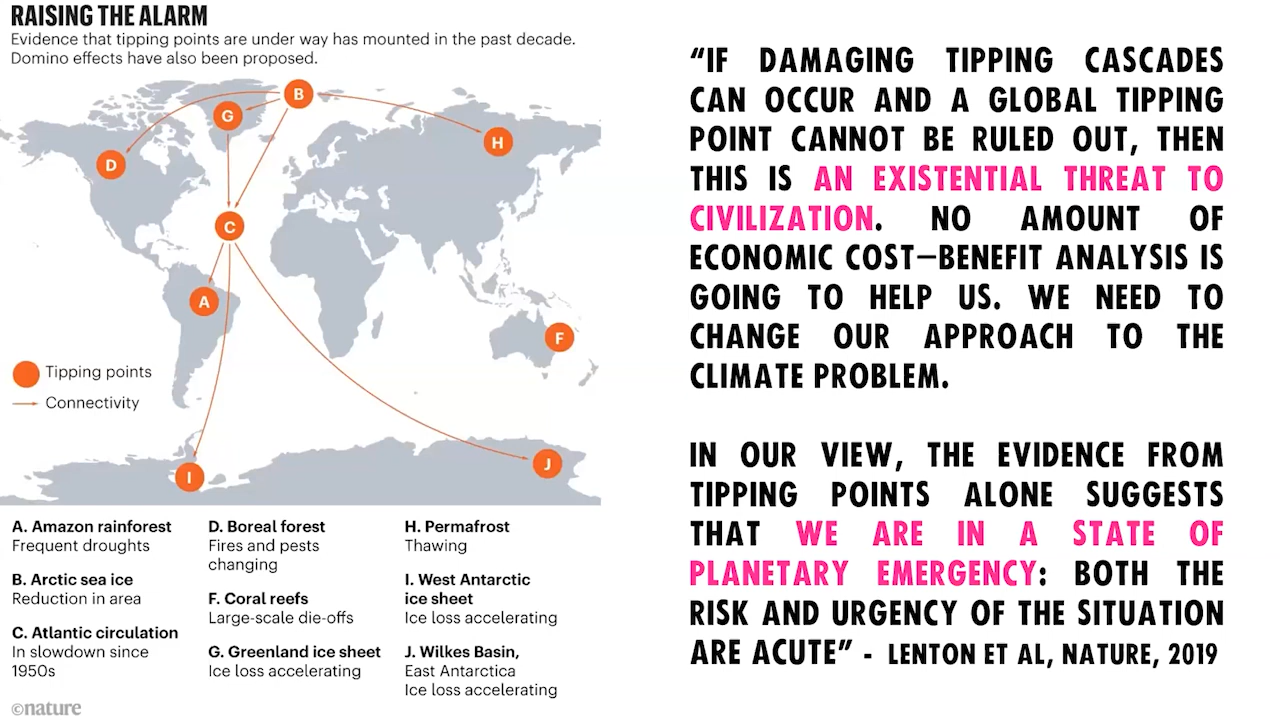 RAISING THE ALARM
Evidence that tipping points are under way has mounted in the past decade.
Domino effects have also been proposed.
B
G
D
H
C
A
F
I
J
Tipping points
Connectivity
A. Amazon rainforest
Frequent droughts
B. Arctic sea ice
Reduction in area
C. Atlantic circulation
In slowdown since
1950s
D. Boreal forest
Fires and pests
changing
F. Coral reefs
Large-scale die-offs
G. Greenland ice sheet
Ice loss accelerating
H. Permafrost
Thawing
I. West Antarctic
ice sheet
Ice loss accelerating
J. Wilkes Basin,
East Antarctica
Ice loss accelerating
©nature
“IF DAMAGING TIPPING CASCADES
CAN OCCUR AND A GLOBAL TIPPING
POINT CANNOT BE RULED OUT, THEN
THIS IS AN EXISTENTIAL THREAT TO
CIVILIZATION. NO AMOUNT OF
ECONOMIC COST–BENEFIT ANALYSIS IS
GOING TO HELP US. WE NEED TO
CHANGE OUR APPROACH TO THE
CLIMATE PROBLEM.
IN OUR VIEW, THE EVIDENCE FROM
TIPPING POINTS ALONE SUGGESTS
THAT WE ARE IN A STATE OF
PLANETARY EMERGENCY: BOTH THE
RISK AND URGENCY OF THE SITUATION
ARE ACUTE” - LENTON ET AL, NATURE, 2019